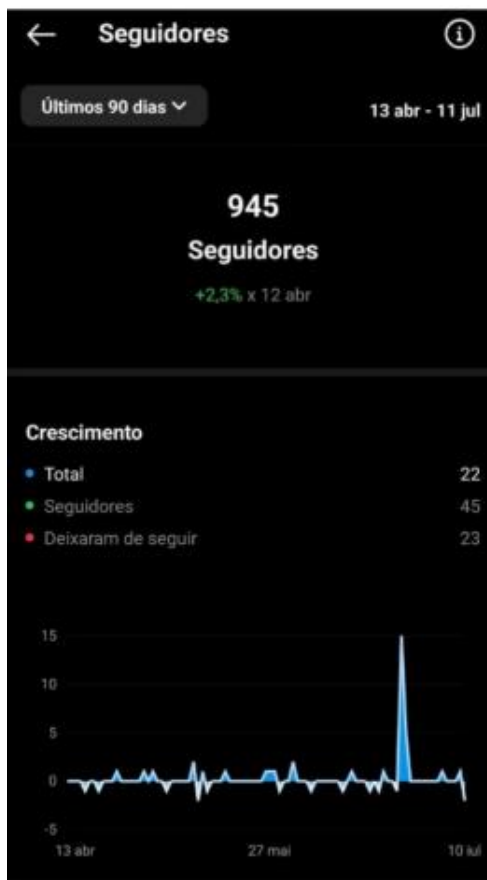 Seguidores
Últimos 90 dias
13 abr - 11 jul
945
Seguidores
+2,3% x 12 abr
Crescimento
Total 22
Seguidores 45
Deixaram de seguir 23
15
10
5
0
-5
13 abr 27 mai 10 jul